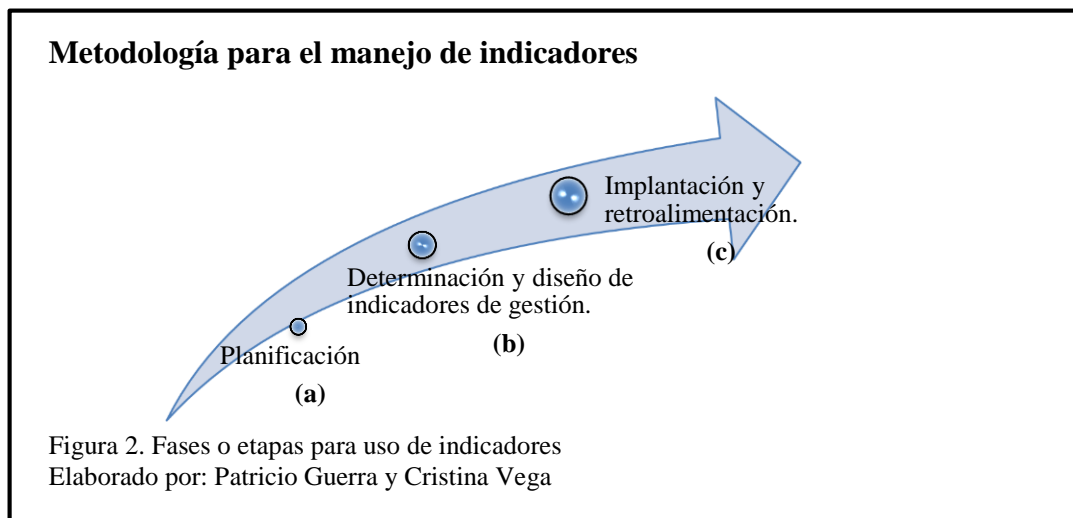 Metodología para el manejo de indicadores
Implantación y
retroalimentación.
(c)
Determinación y diseño de
indicadores de gestión.
(b)
Planificación
(a)
Figura 2. Fases o etapas para uso de indicadores
Elaborado por: Patricio Guerra y Cristina Vega